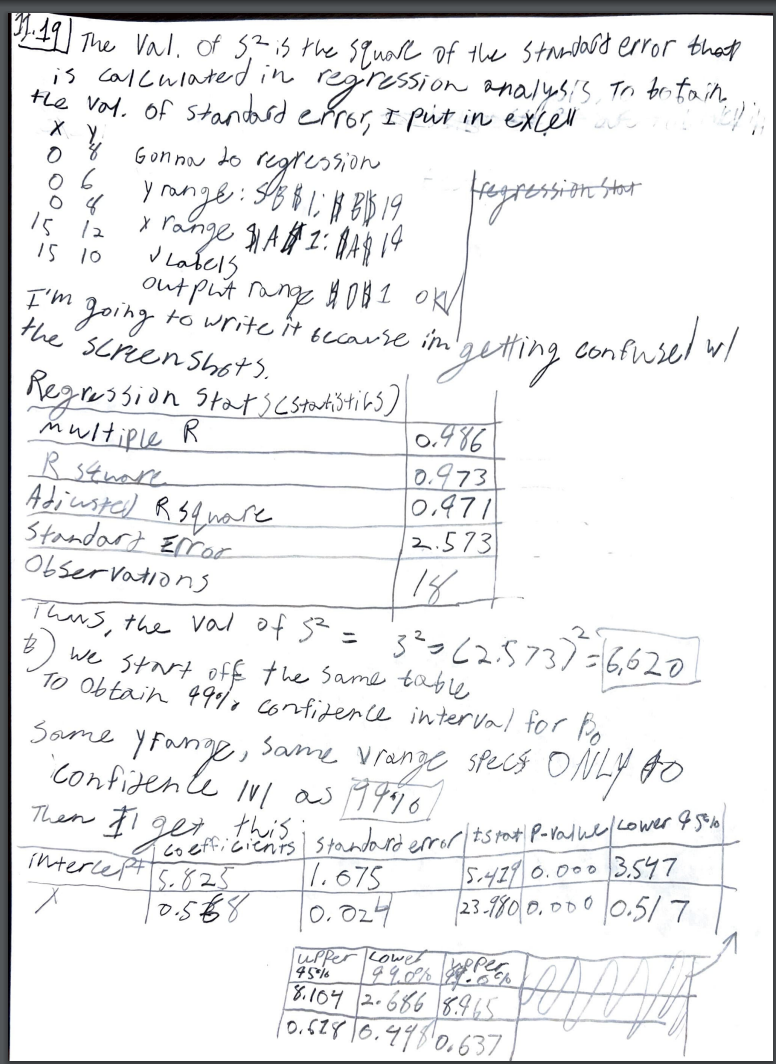 11.19 The Val. of S² is the square of the standard error that
is calculated in regression analysis. To botain
the val. of standard error, I put in excell
X Y
0 8 Gonna do regression
0 6 y range: $B$1: $B$19
0 8 x range $A$1: $A$19
15 12 √ Labels
15 10 output range $D$1 ok
regression stat
I'm going to write it because im getting confused w/
the screenshots.
Regression Stats (statistics)
multiple R 0.986
R square 0.973
Adjusted R square 0.971
Standard Error 2.573
Observations 18
Thus, the val of S² = S² = (2.573)² = 6,620
B) we start off the same table
To obtain 99% confidence interval for B₀
Same y range, same x range specs ONLY do
confidence lvl as 99%
Then I get this:
coefficients standard error t stat P-value Lower 95%
intercept 5.825 1.075 5.419 0.000 3.547
X 0.568 0.024 23.980 0.000 0.517
upper 95% Lower 99.0% upper 99.0%
8.104 2.686 8.965
0.618 0.498 0.637